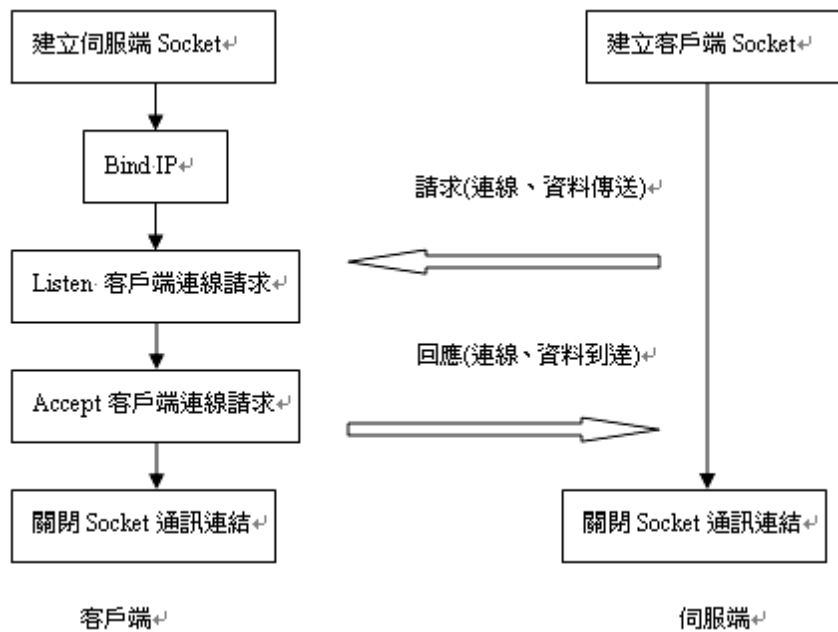 建立伺服端 Socket
建立客戶端 Socket
Bind IP
請求(連線、資料傳送)
Listen 客戶端連線請求
回應(連線、資料到達)
Accept 客戶端連線請求
關閉 Socket 通訊連結
關閉 Socket 通訊連結
客戶端
伺服端